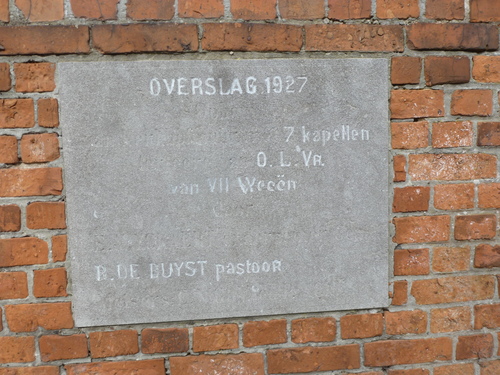 OVERSLAG 1927
7 kapellen
O. L. Vr.
van VII Weeën
B. DE BUYST pastoor